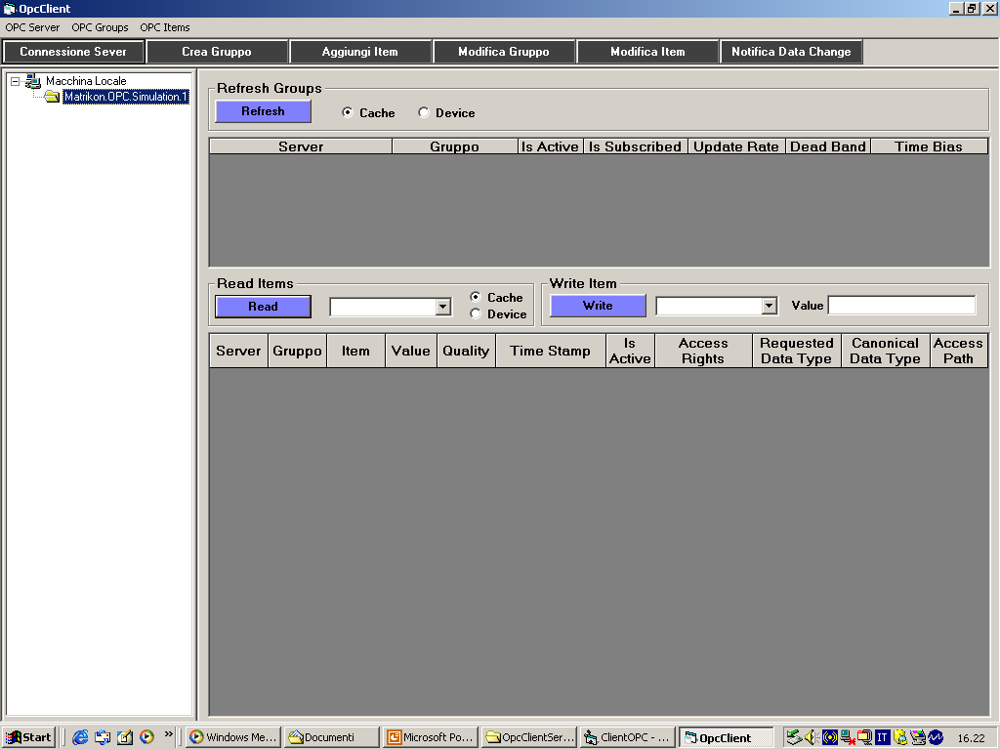 OpcClient
OPC Server OPC Groups OPC Items
Connessione Sever Crea Gruppo Aggiungi Item Modifica Gruppo Modifica Item Notifica Data Change
Macchina Locale
Matrikon.OPC.Simulation.1
Refresh Groups
Refresh Cache Device
Server Gruppo Is Active Is Subscribed Update Rate Dead Band Time Bias
Read Items
Read Cache
Device
Write Item
Write Value
Server Gruppo Item Value Quality Time Stamp Is Active Access Rights Requested Data Type Canonical Data Type Access Path
Start » Windows Me... Documenti Microsoft Po... OpcClientSer... ClientOPC - ... OpcClient IT 16.22